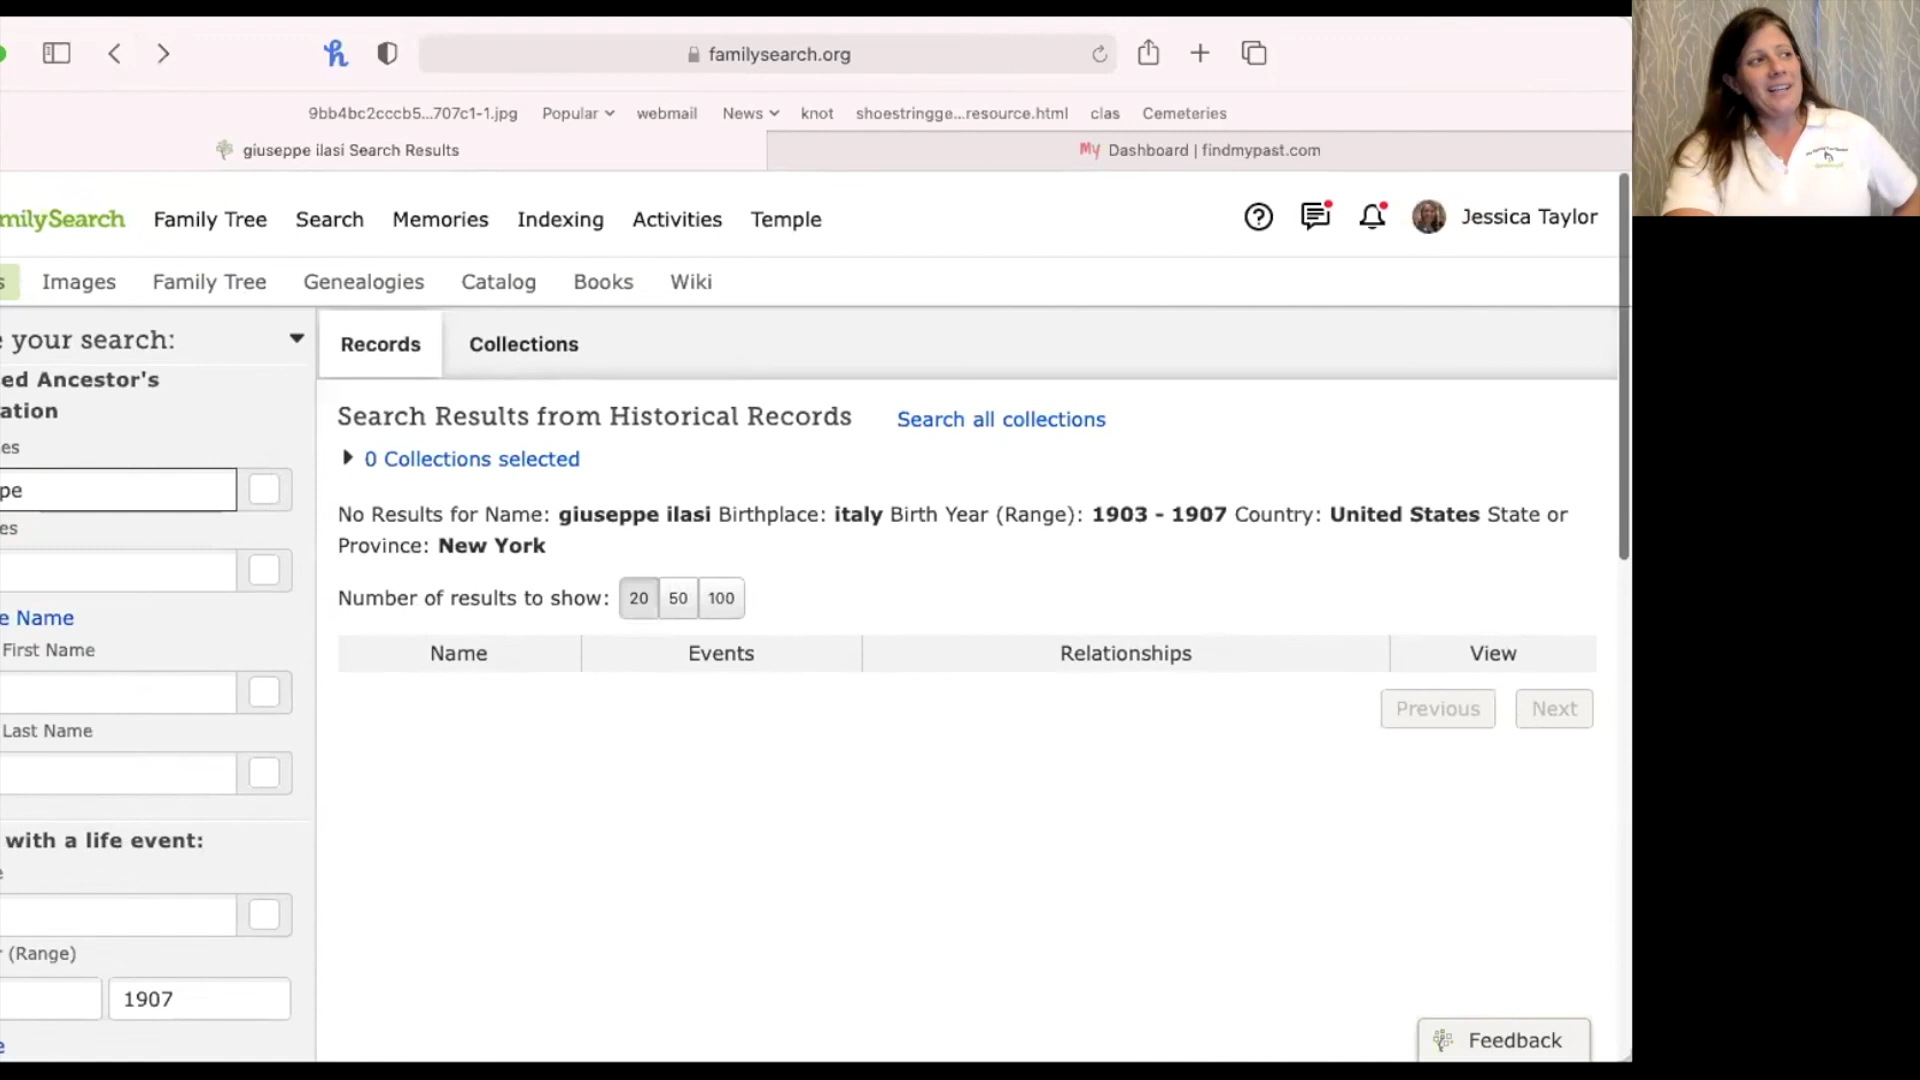 familysearch.org
9bb4bc2cccb5...707c1-1.jpg Popular webmail News knot shoestringge...resource.html clas Cemeteries
giuseppe ilasi Search Results My Dashboard | findmypast.com
milySearch Family Tree Search Memories Indexing Activities Temple Jessica Taylor
s Images Family Tree Genealogies Catalog Books Wiki
e your search: Records Collections
ed Ancestor's
ation
Search Results from Historical Records Search all collections
es
0 Collections selected
pe
No Results for Name: giuseppe ilasi Birthplace: italy Birth Year (Range): 1903 - 1907 Country: United States State or
Province: New York
es
Number of results to show: 20 50 100
e Name
First Name
Name Events Relationships View
Previous Next
Last Name
with a life event:
e
r (Range)
1907
e
Feedback